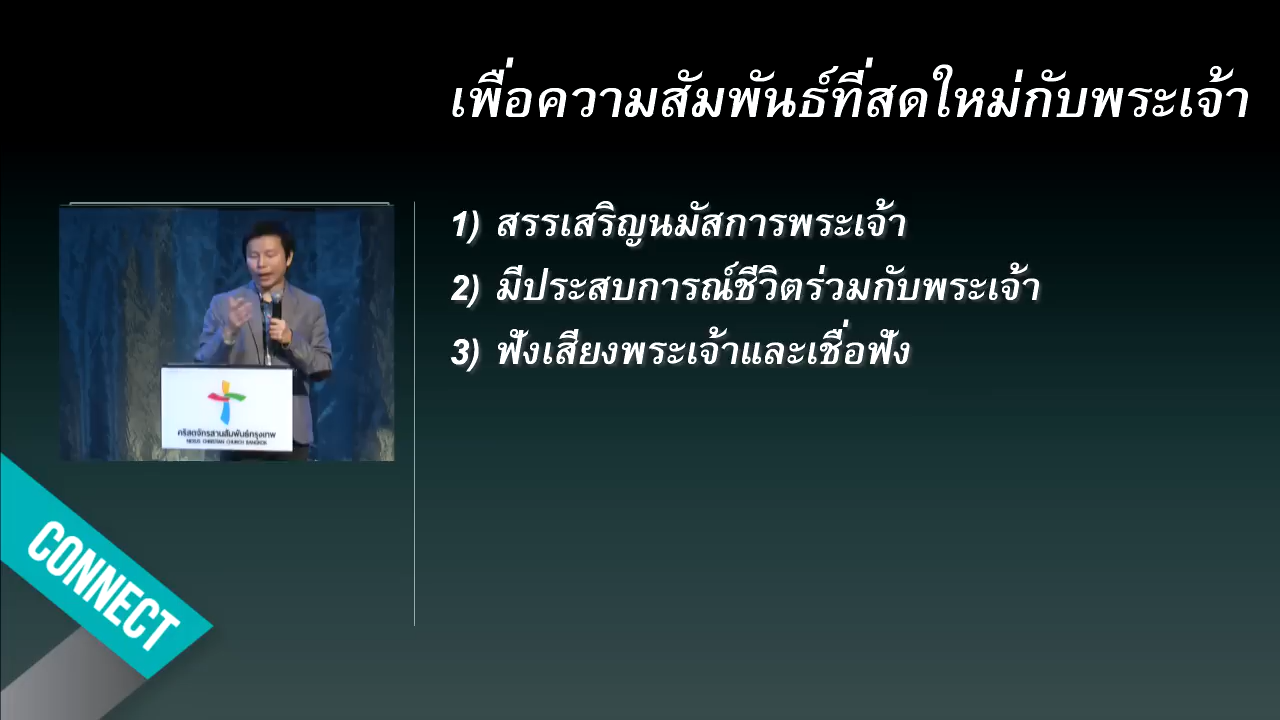 เพื่อความสัมพันธ์ที่สดใหม่กับพระเจ้า
1) สรรเสริญนมัสการพระเจ้า
2) มีประสบการณ์ชีวิตร่วมกับพระเจ้า
3) ฟังเสียงพระเจ้าและเชื่อฟัง
คริสตจักรสานสัมพันธ์กรุงเทพ
NEXUS CHRISTIAN CHURCH BANGKOK
CONNECT